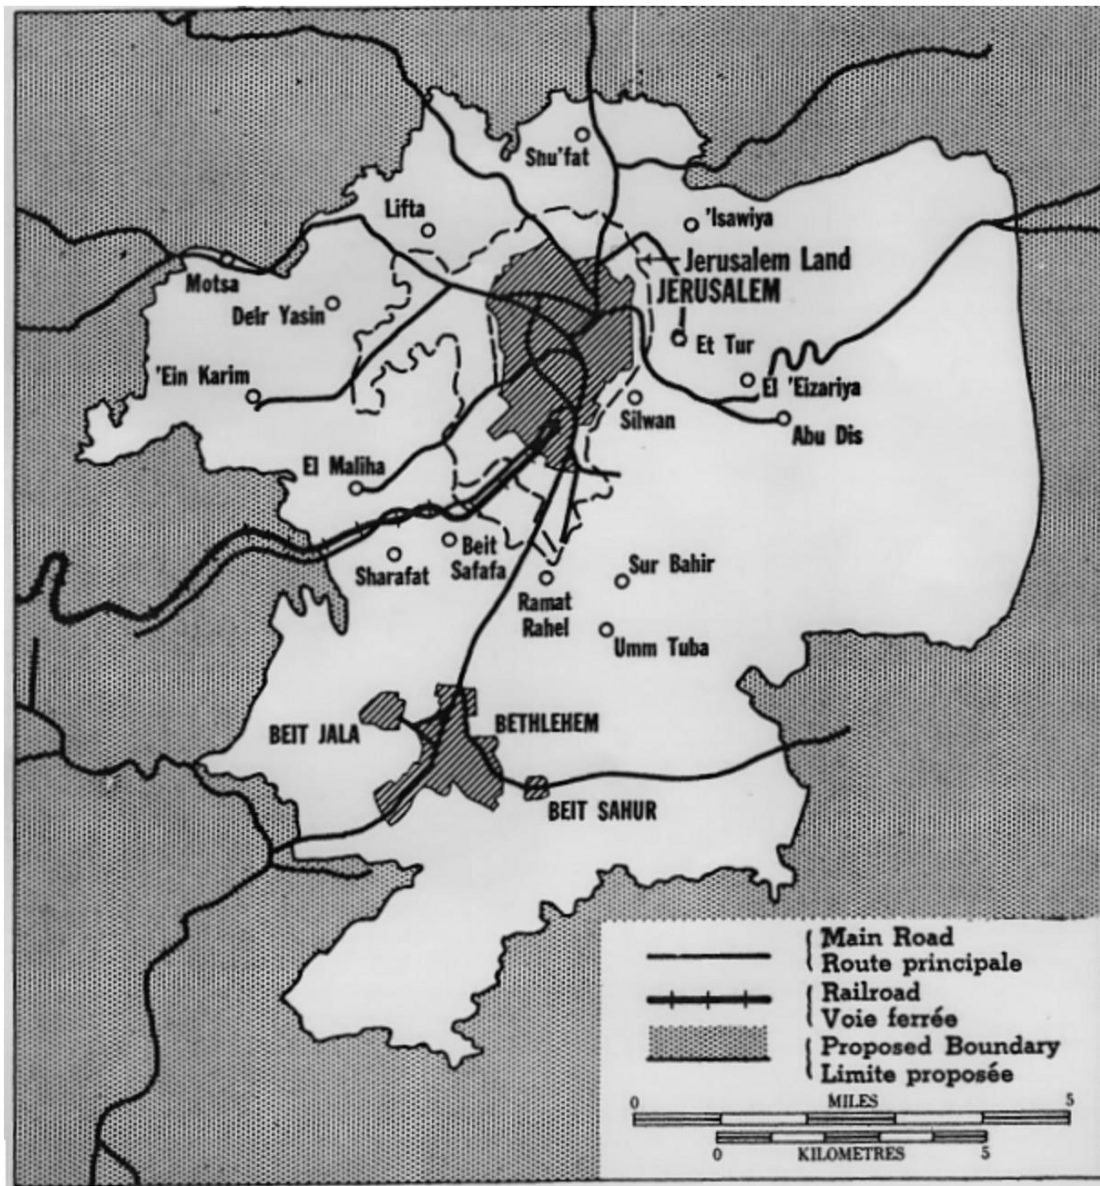 Shu'fat
Lifta
'Isawiya
Jerusalem Land
JERUSALEM
Motsa
Deir Yasin
Et Tur
'Ein Karim
El 'Eizariya
Silwan
Abu Dis
El Maliha
Beit
Safafa
Sharafat
Sur Bahir
Ramat
Rahel
Umm Tuba
BETHLEHEM
BEIT JALA
BEIT SAHUR
Main Road
Route principale
Railroad
Voie ferrée
Proposed Boundary
Limite proposée
0 MILES 5
0 KILOMETRES 5